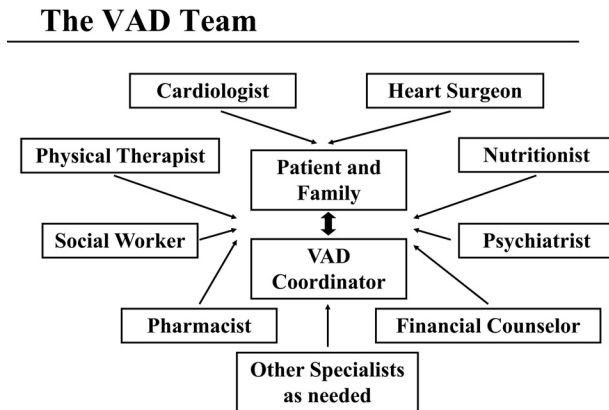 The VAD Team
Cardiologist
Heart Surgeon
Physical Therapist
Patient and
Family
Nutritionist
Social Worker
VAD
Coordinator
Psychiatrist
Pharmacist
Financial Counselor
Other Specialists
as needed